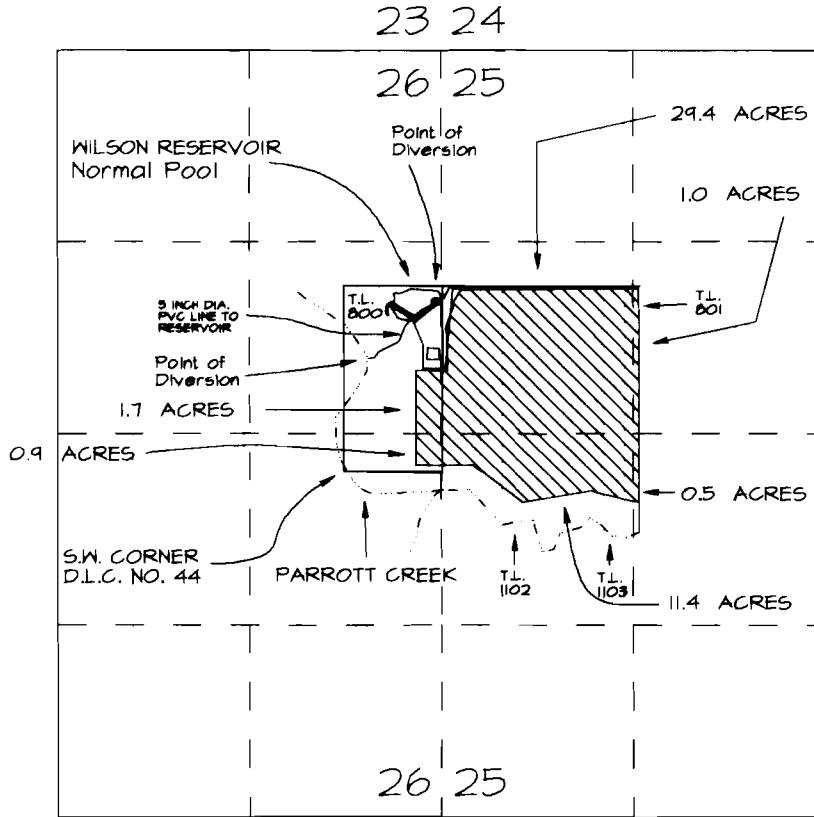 23 24
26 25
29.4 ACRES
Point of
Diversion
WILSON RESERVOIR
Normal Pool
1.0 ACRES
5 INCH DIA.
PVC LINE TO
RESERVOIR
T.L.
800
T.L.
801
Point of
Diversion
1.7 ACRES
0.9 ACRES
0.5 ACRES
S.W. CORNER
D.L.C. NO. 44
PARROTT CREEK
T.L.
1102
T.L.
1103
11.4 ACRES
26 25